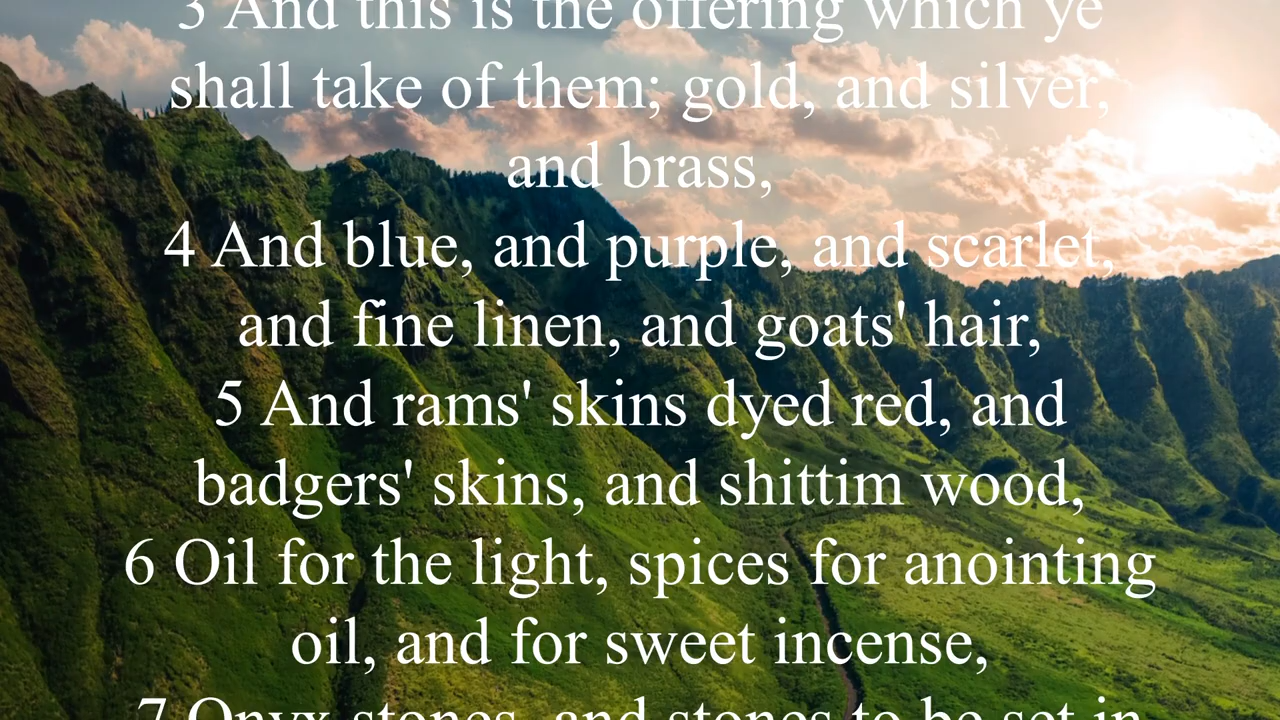 3 And this is the offering which ye
shall take of them; gold, and silver,
and brass,
4 And blue, and purple, and scarlet,
and fine linen, and goats' hair,
5 And rams' skins dyed red, and
badgers' skins, and shittim wood,
6 Oil for the light, spices for anointing
oil, and for sweet incense,
7 Onyx stones, and stones to be set in